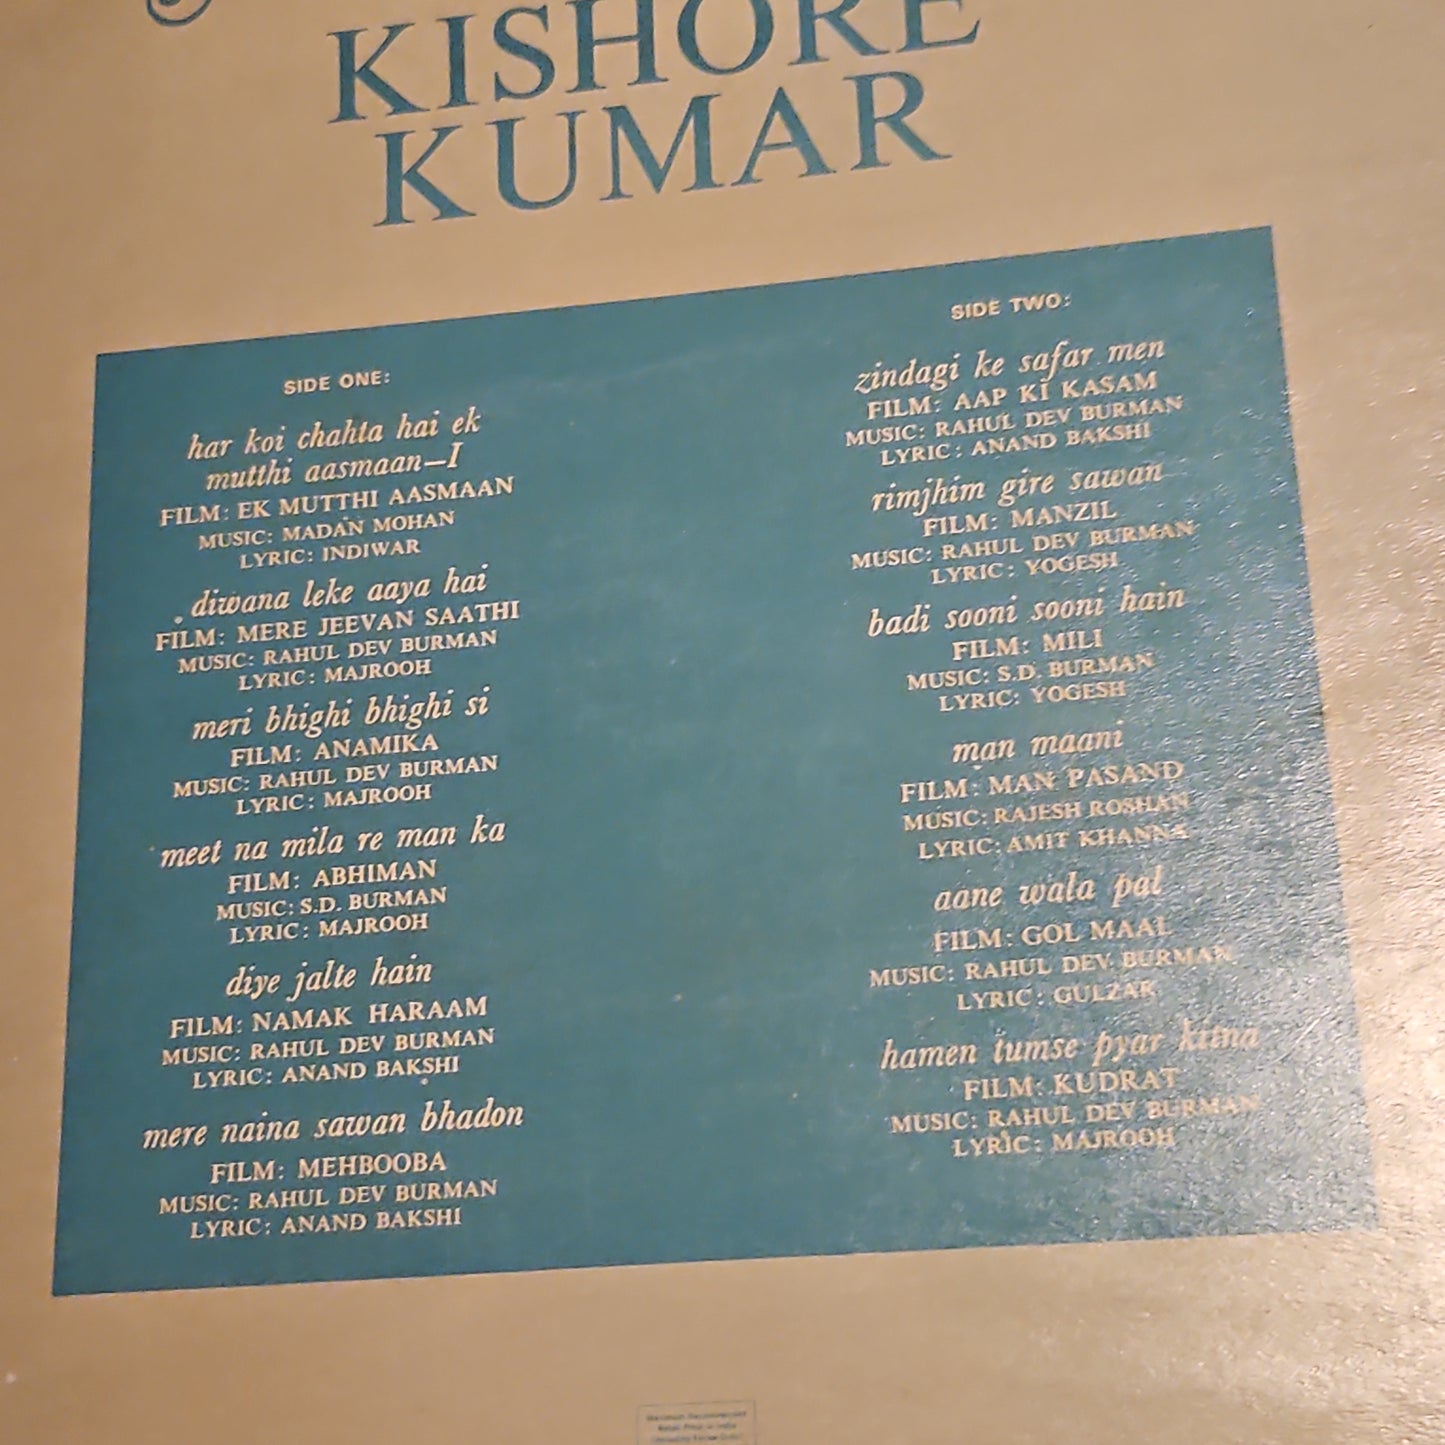 KISHORE
KUMAR
SIDE ONE:
har koi chahta hai ek
mutthi aasmaan—I
FILM: EK MUTTHI AASMAAN
MUSIC: MADAN MOHAN
LYRIC: INDIWAR
diwana leke aaya hai
FILM: MERE JEEVAN SAATHI
MUSIC: RAHUL DEV BURMAN
LYRIC: MAJROOH
meri bhighi bhighi si
FILM: ANAMIKA
MUSIC: RAHUL DEV BURMAN
LYRIC: MAJROOH
meet na mila re man ka
FILM: ABHIMAN
MUSIC: S.D. BURMAN
LYRIC: MAJROOH
diye jalte hain
FILM: NAMAK HARAAM
MUSIC: RAHUL DEV BURMAN
LYRIC: ANAND BAKSHI
mere naina sawan bhadon
FILM: MEHBOOBA
MUSIC: RAHUL DEV BURMAN
LYRIC: ANAND BAKSHI
SIDE TWO:
zindagi ke safar men
FILM: AAP KI KASAM
MUSIC: RAHUL DEV BURMAN
LYRIC: ANAND BAKSHI
rimjhim gire sawan
FILM: MANZIL
MUSIC: RAHUL DEV BURMAN
LYRIC: YOGESH
badi sooni sooni hain
FILM: MILI
MUSIC: S.D. BURMAN
LYRIC: YOGESH
man maani
FILM: MAN PASAND
MUSIC: RAJESH ROSHAN
LYRIC: AMIT KHANNA
aane wala pal
FILM: GOL MAAL
MUSIC: RAHUL DEV BURMAN
LYRIC: GULZAR
hamen tumse pyar kitna
FILM: KUDRAT
MUSIC: RAHUL DEV BURMAN
LYRIC: MAJROOH
Maximum Recommended
Retail Price in India